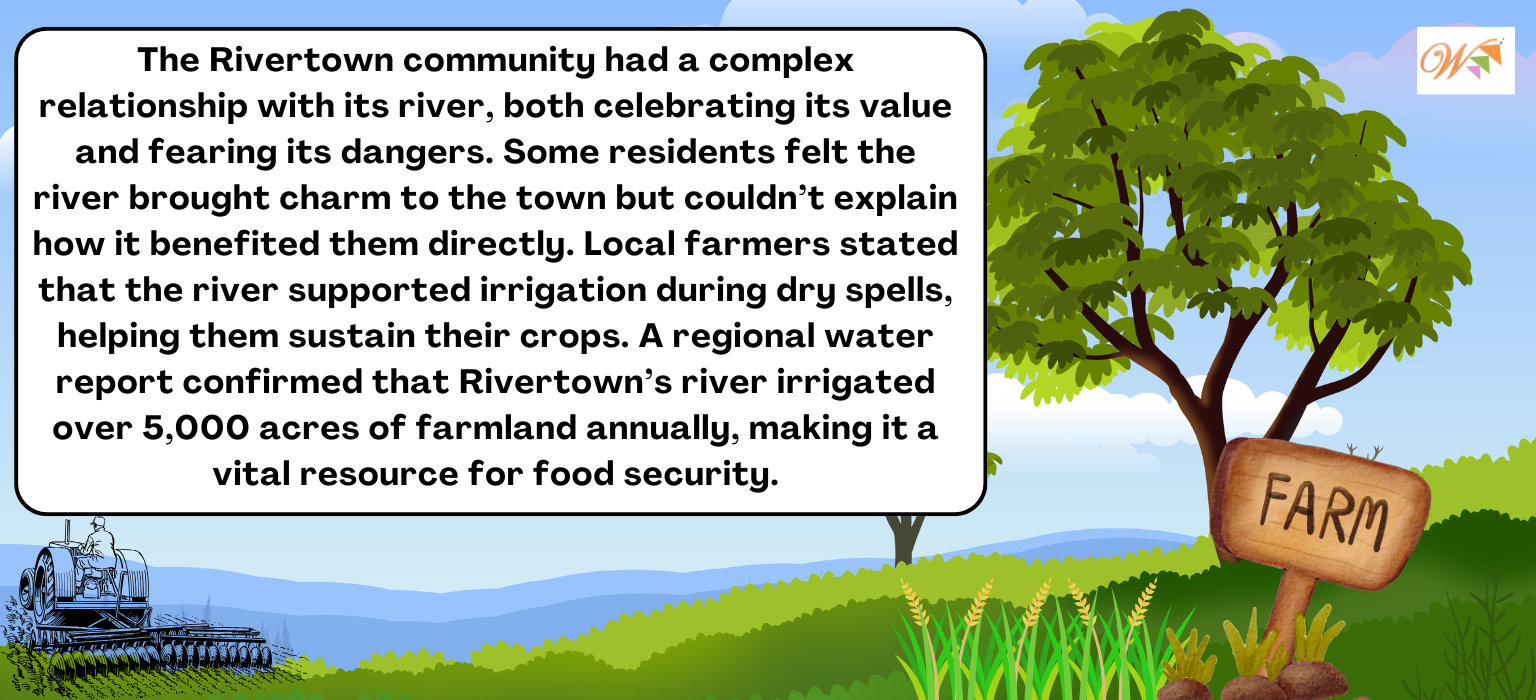 The Rivertown community had a complex
relationship with its river, both celebrating its value
and fearing its dangers. Some residents felt the
river brought charm to the town but couldn’t explain
how it benefited them directly. Local farmers stated
that the river supported irrigation during dry spells,
helping them sustain their crops. A regional water
report confirmed that Rivertown’s river irrigated
over 5,000 acres of farmland annually, making it a
vital resource for food security.
W
FARM